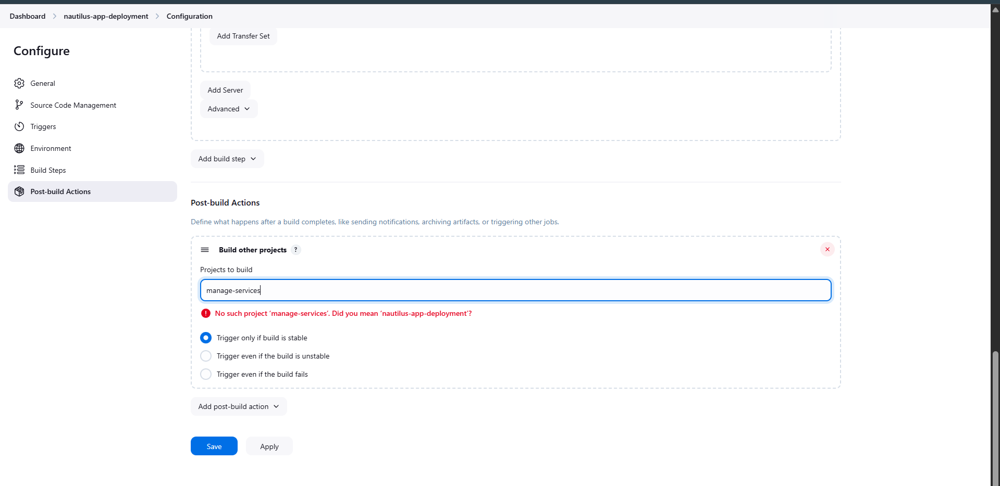 Dashboard > nautilus-app-deployment > Configuration
Configure
General
Source Code Management
Triggers
Environment
Build Steps
Post-build Actions
Add Transfer Set
Add Server
Advanced
Add build step
Post-build Actions
Define what happens after a build completes, like sending notifications, archiving artifacts, or triggering other jobs.
Build other projects ?
Projects to build
manage-services
No such project ‘manage-services’. Did you mean ‘nautilus-app-deployment’?
Trigger only if build is stable
Trigger even if the build is unstable
Trigger even if the build fails
Add post-build action
Save Apply